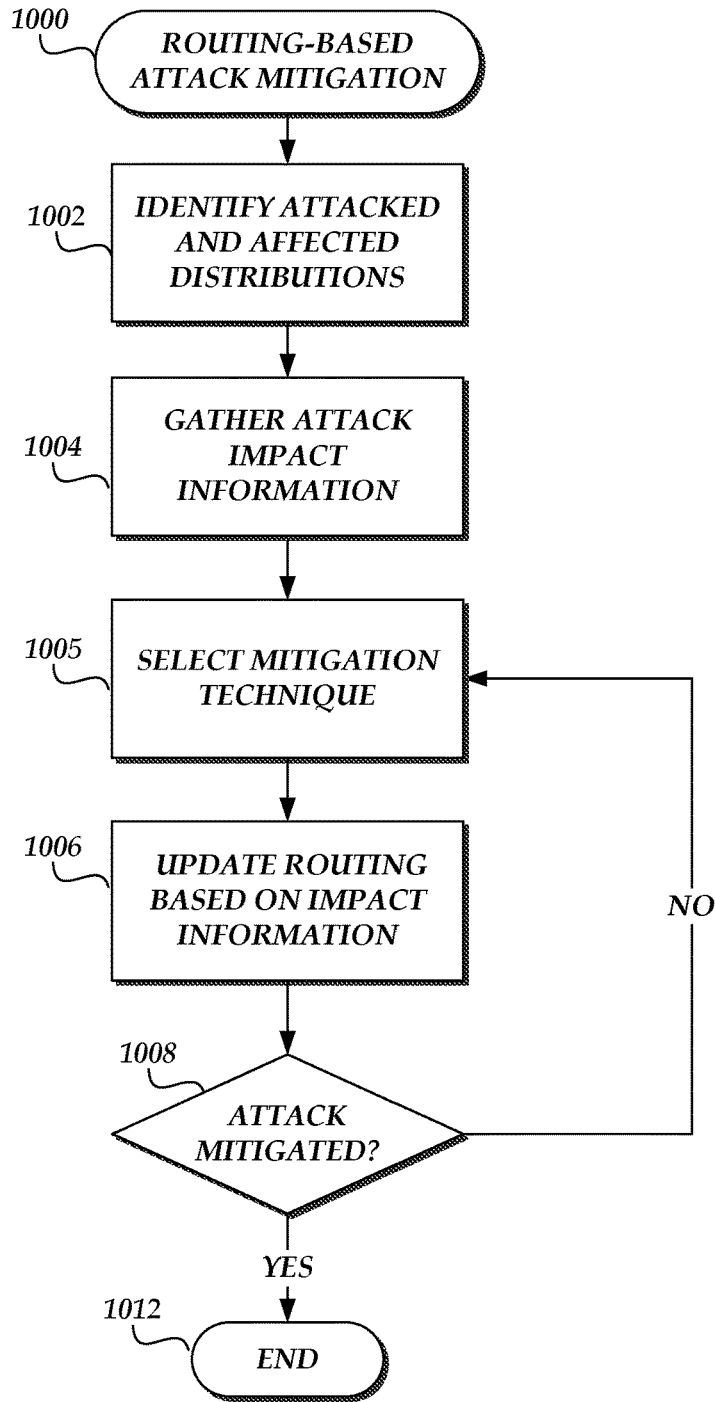 1000
ROUTING-BASED
ATTACK MITIGATION
1002
IDENTIFY ATTACKED
AND AFFECTED
DISTRIBUTIONS
1004
GATHER ATTACK
IMPACT
INFORMATION
1005
SELECT MITIGATION
TECHNIQUE
1006
UPDATE ROUTING
BASED ON IMPACT
INFORMATION
NO
1008
ATTACK
MITIGATED?
YES
1012
END